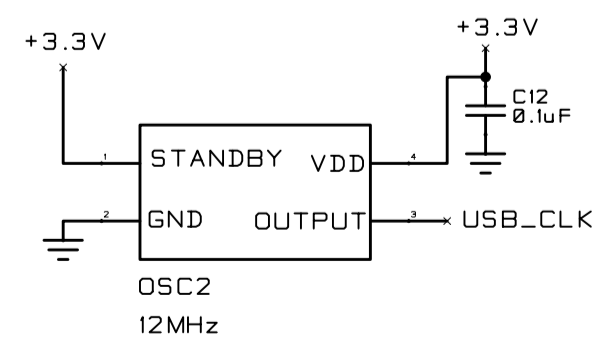 +3.3V
+3.3V
C12
0.1uF
1 STANDBY VDD 4
2 GND OUTPUT 3 USB_CLK
OSC2
12MHz